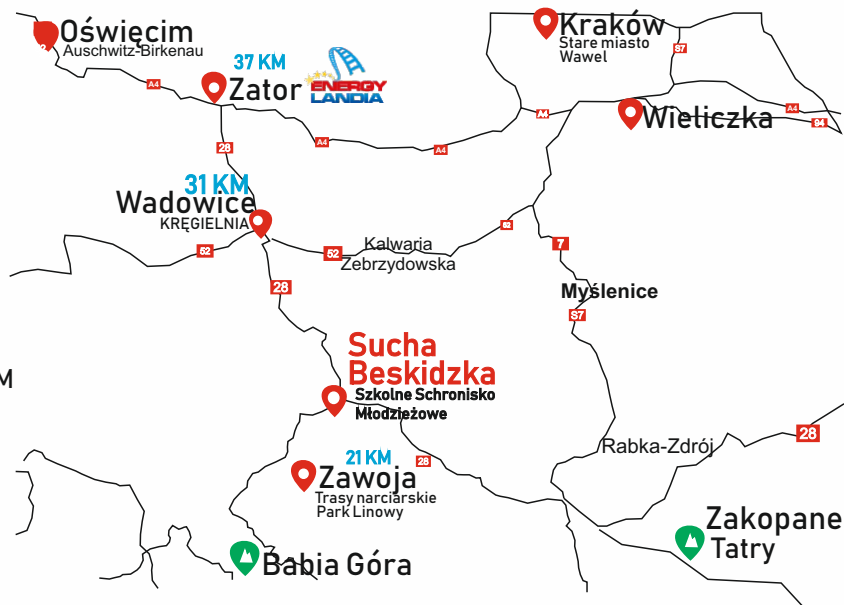 Oświęcim
Auschwitz-Birkenau
Kraków
Stare miasto
Wawel
S7
37 KM
Zator
ENERGY
LANDIA
A4
A4
A4
A4
A4
94
Wieliczka
28
31 KM
Wadowice
KRĘGIELNIA
52
52
52
Kalwaria
Zebrzydowska
7
28
Myślenice
S7
Sucha
Beskidzka
Szkolne Schronisko
Młodzieżowe
M
28
Rabka-Zdrój
21 KM
28
Zawoja
Trasy narciarskie
Park Linowy
Zakopane
Tatry
Babia Góra